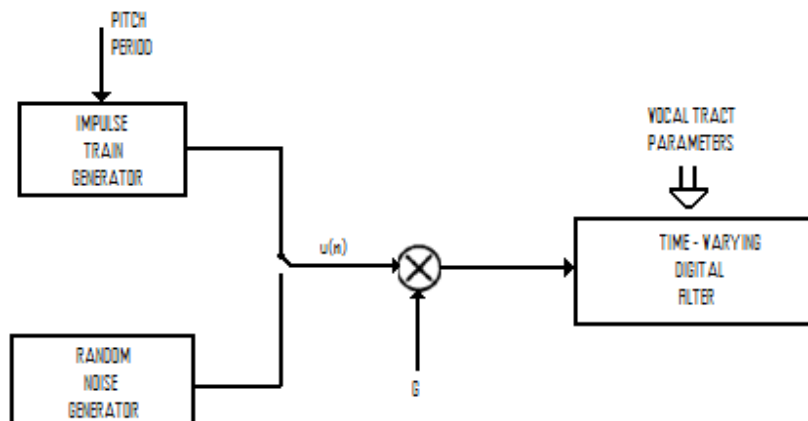 PITCH
PERIOD
IMPULSE
TRAIN
GENERATOR
VOCAL TRACT
PARAMETERS
u(n)
TIME - VARYING
DIGITAL
FILTER
RANDOM
NOISE
GENERATOR
G